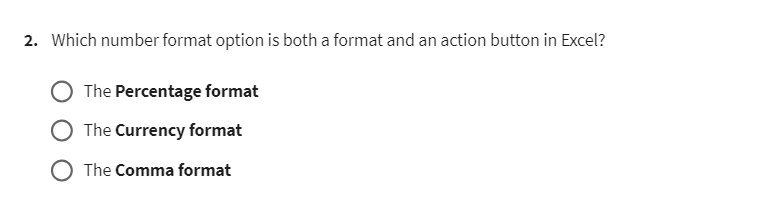 2. Which number format option is both a format and an action button in Excel?
The Percentage format
The Currency format
The Comma format